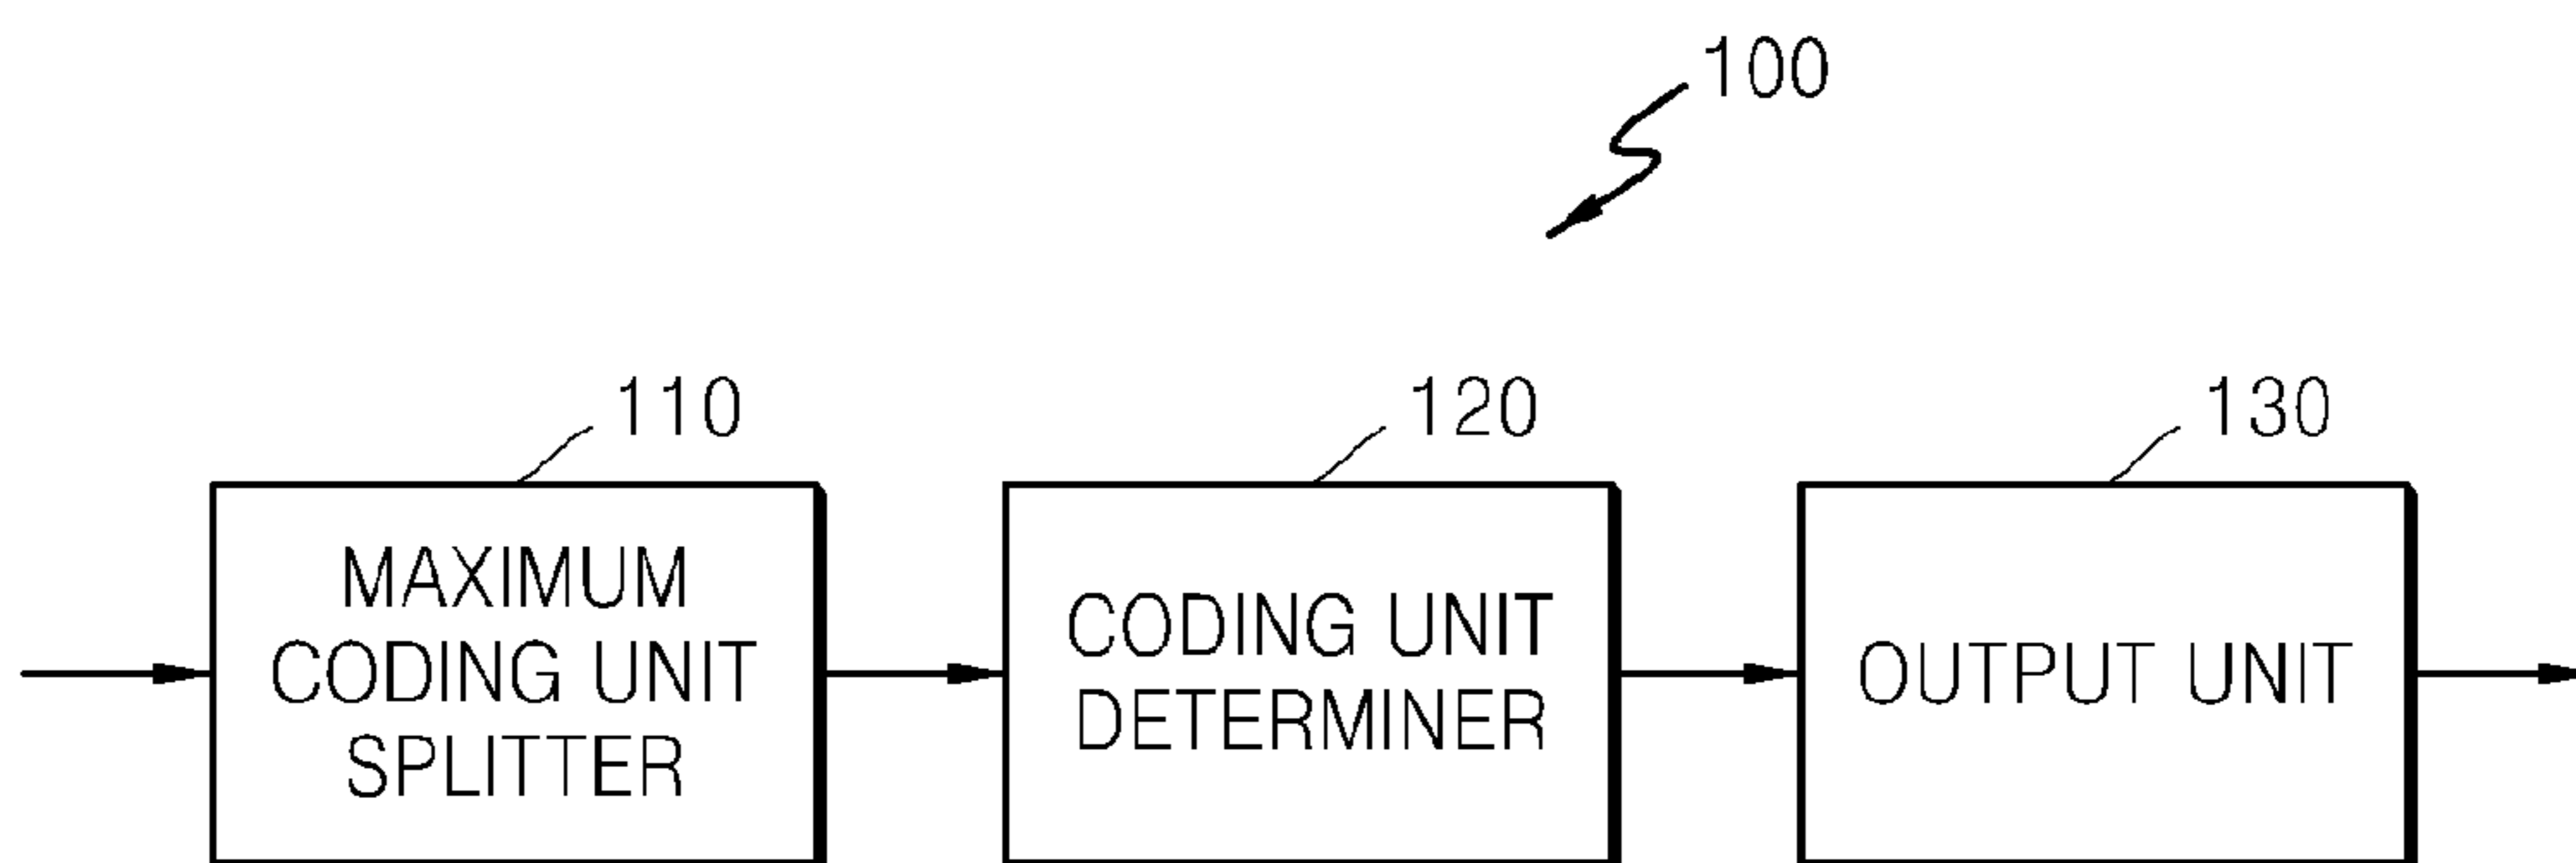 100
110
120
130
MAXIMUM
CODING UNIT
SPLITTER
CODING UNIT
DETERMINER
OUTPUT UNIT